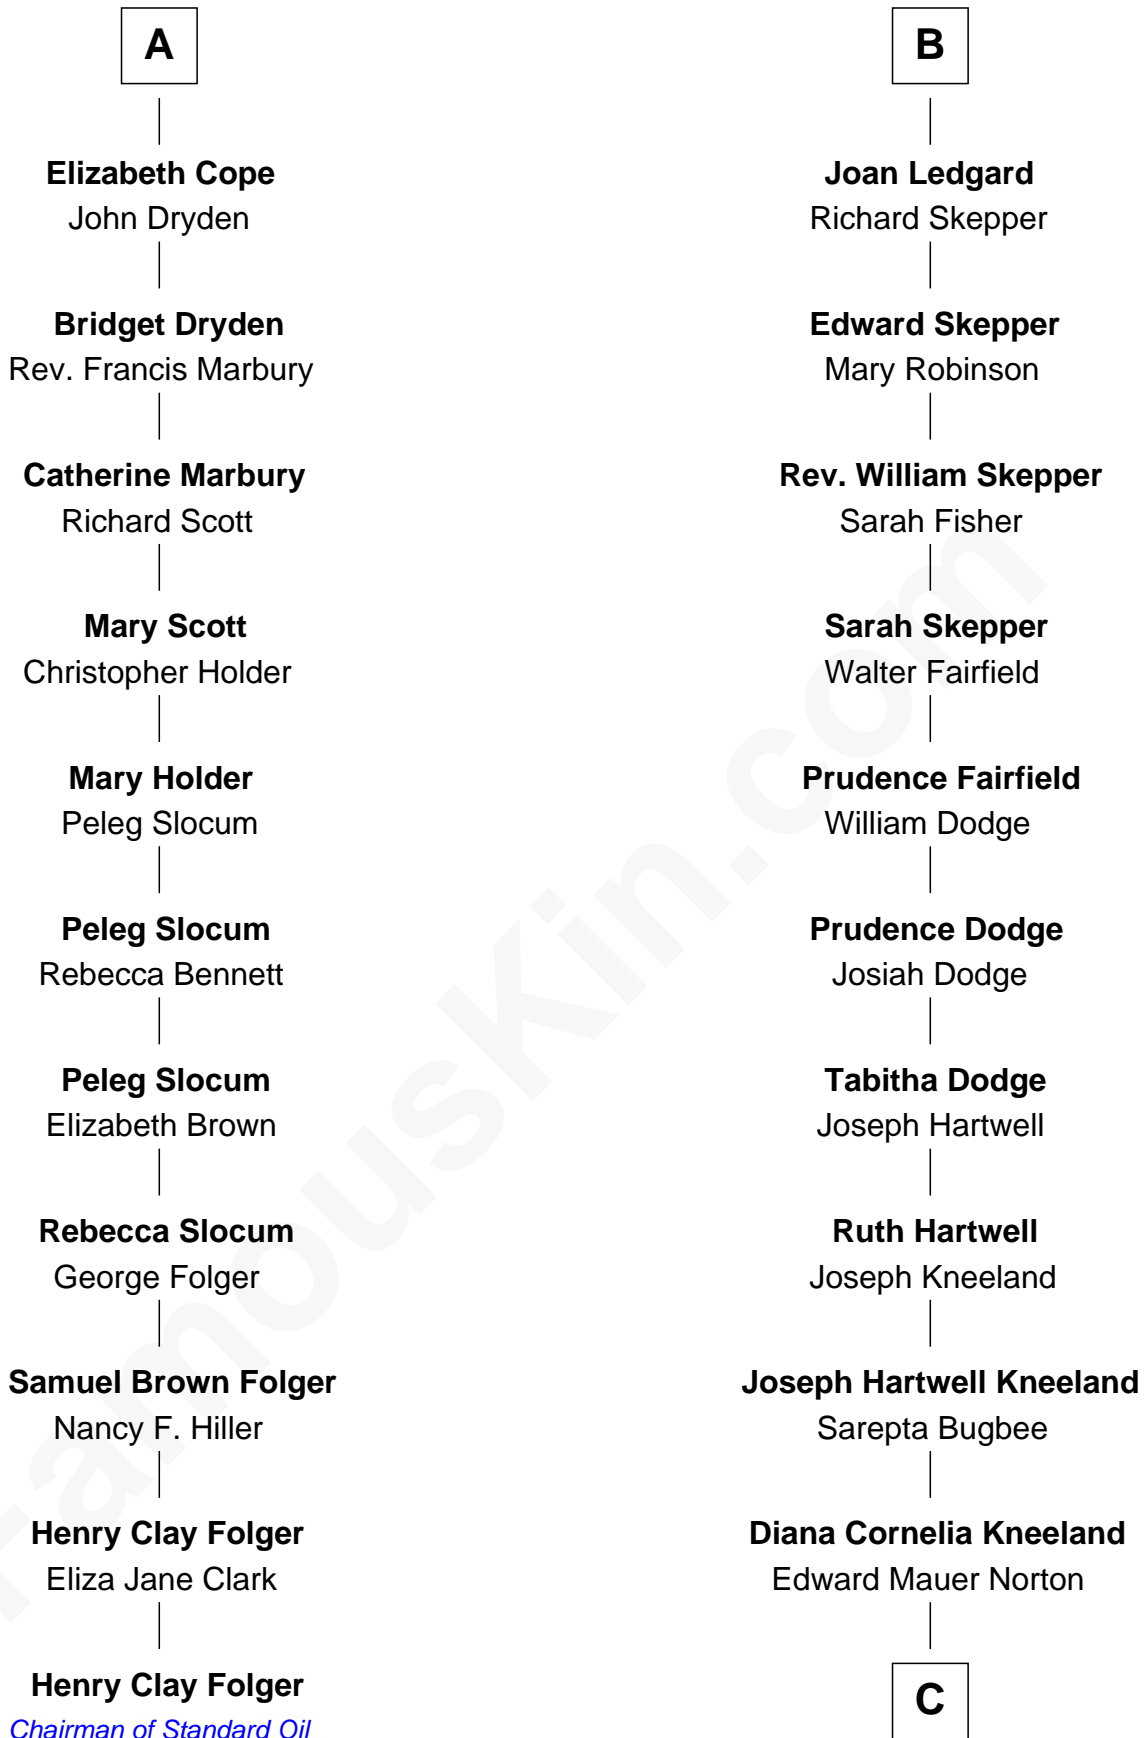 A
Elizabeth Cope
John Dryden
Bridget Dryden
Rev. Francis Marbury
Catherine Marbury
Richard Scott
Mary Scott
Christopher Holder
Mary Holder
Peleg Slocum
Peleg Slocum
Rebecca Bennett
Peleg Slocum
Elizabeth Brown
Rebecca Slocum
George Folger
Samuel Brown Folger
Nancy F. Hiller
Henry Clay Folger
Eliza Jane Clark
Henry Clay Folger
Chairman of Standard Oil
B
Joan Ledgard
Richard Skepper
Edward Skepper
Mary Robinson
Rev. William Skepper
Sarah Fisher
Sarah Skepper
Walter Fairfield
Prudence Fairfield
William Dodge
Prudence Dodge
Josiah Dodge
Tabitha Dodge
Joseph Hartwell
Ruth Hartwell
Joseph Kneeland
Joseph Hartwell Kneeland
Sarepta Bugbee
Diana Cornelia Kneeland
Edward Mauer Norton
C
FamousKin.com